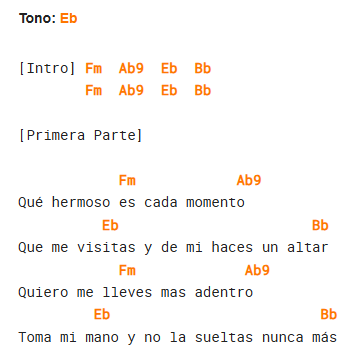 Tono: Eb
[Intro] Fm  Ab9  Eb  Bb
        Fm  Ab9  Eb  Bb
[Primera Parte]
            Fm            Ab9
Qué hermoso es cada momento
          Eb                       Bb
Que me visitas y de mi haces un altar
            Fm             Ab9
Quiero me lleves mas adentro
         Eb                         Bb
Toma mi mano y no la sueltas nunca más